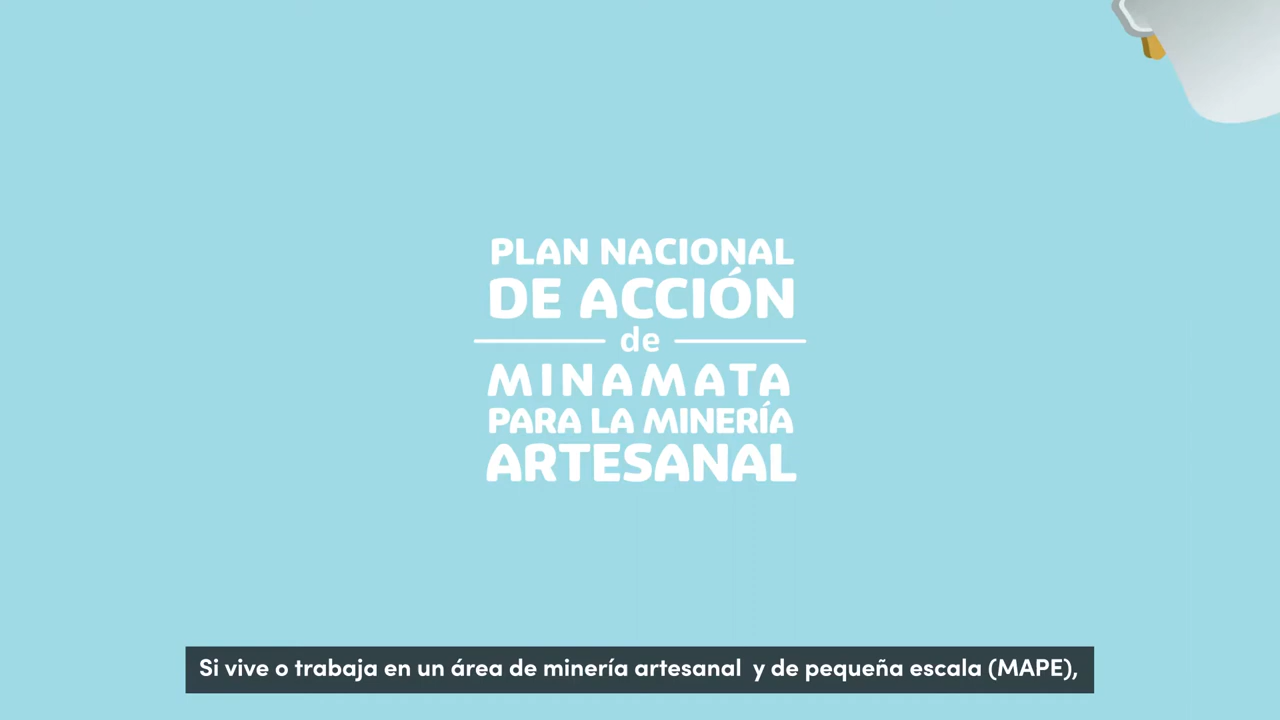 PLAN NACIONAL
DE ACCIÓN
de
MINAMATA
PARA LA MINERÍA
ARTESANAL
Si vive o trabaja en un área de minería artesanal y de pequeña escala (MAPE),